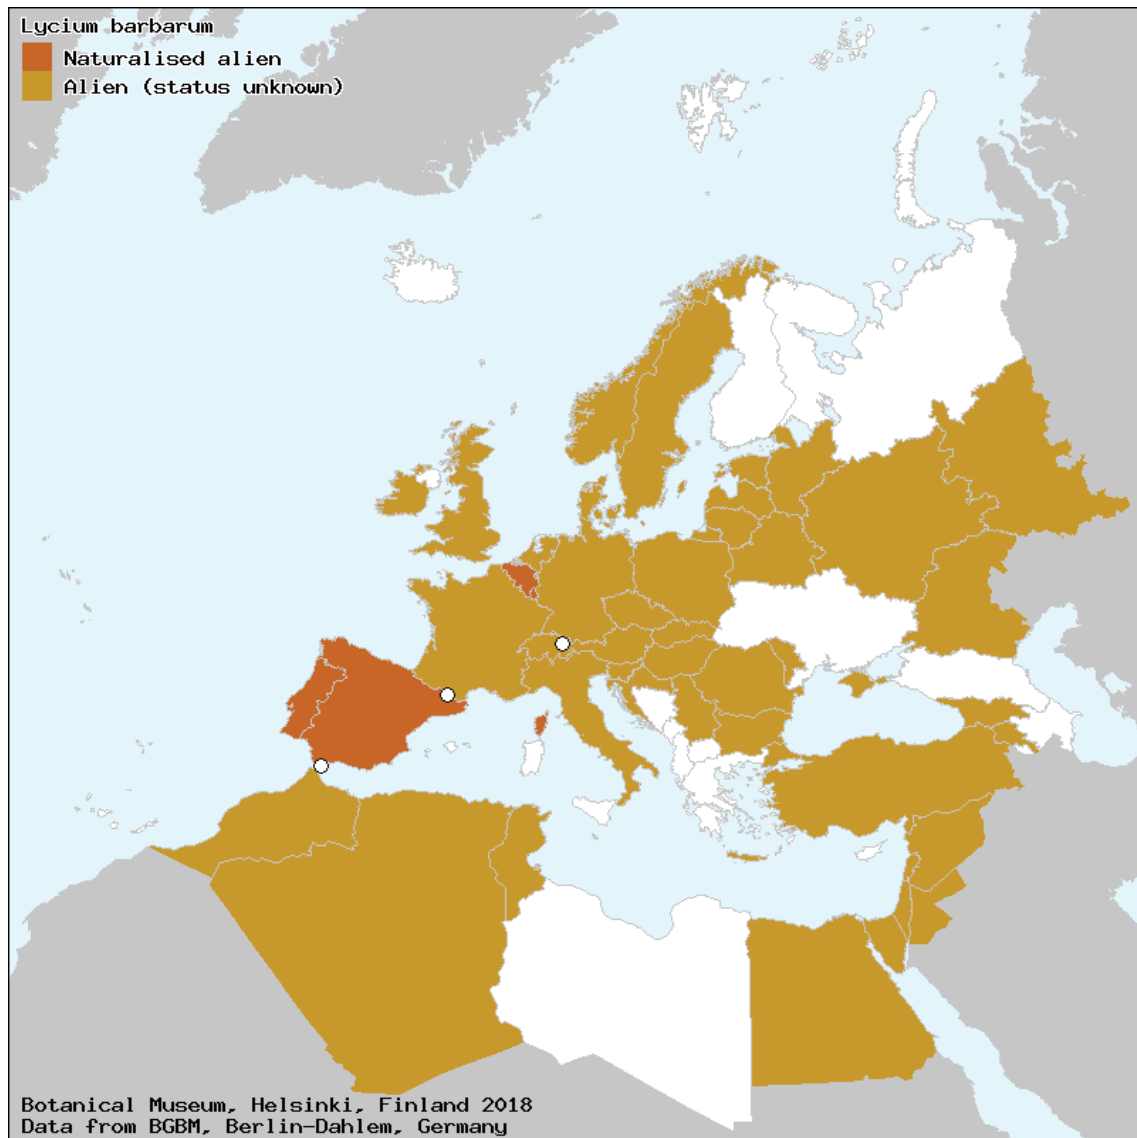 Lycium barbarum
Naturalised alien
Alien (status unknown)
Botanical Museum, Helsinki, Finland 2018
Data from BGBM, Berlin-Dahlem, Germany